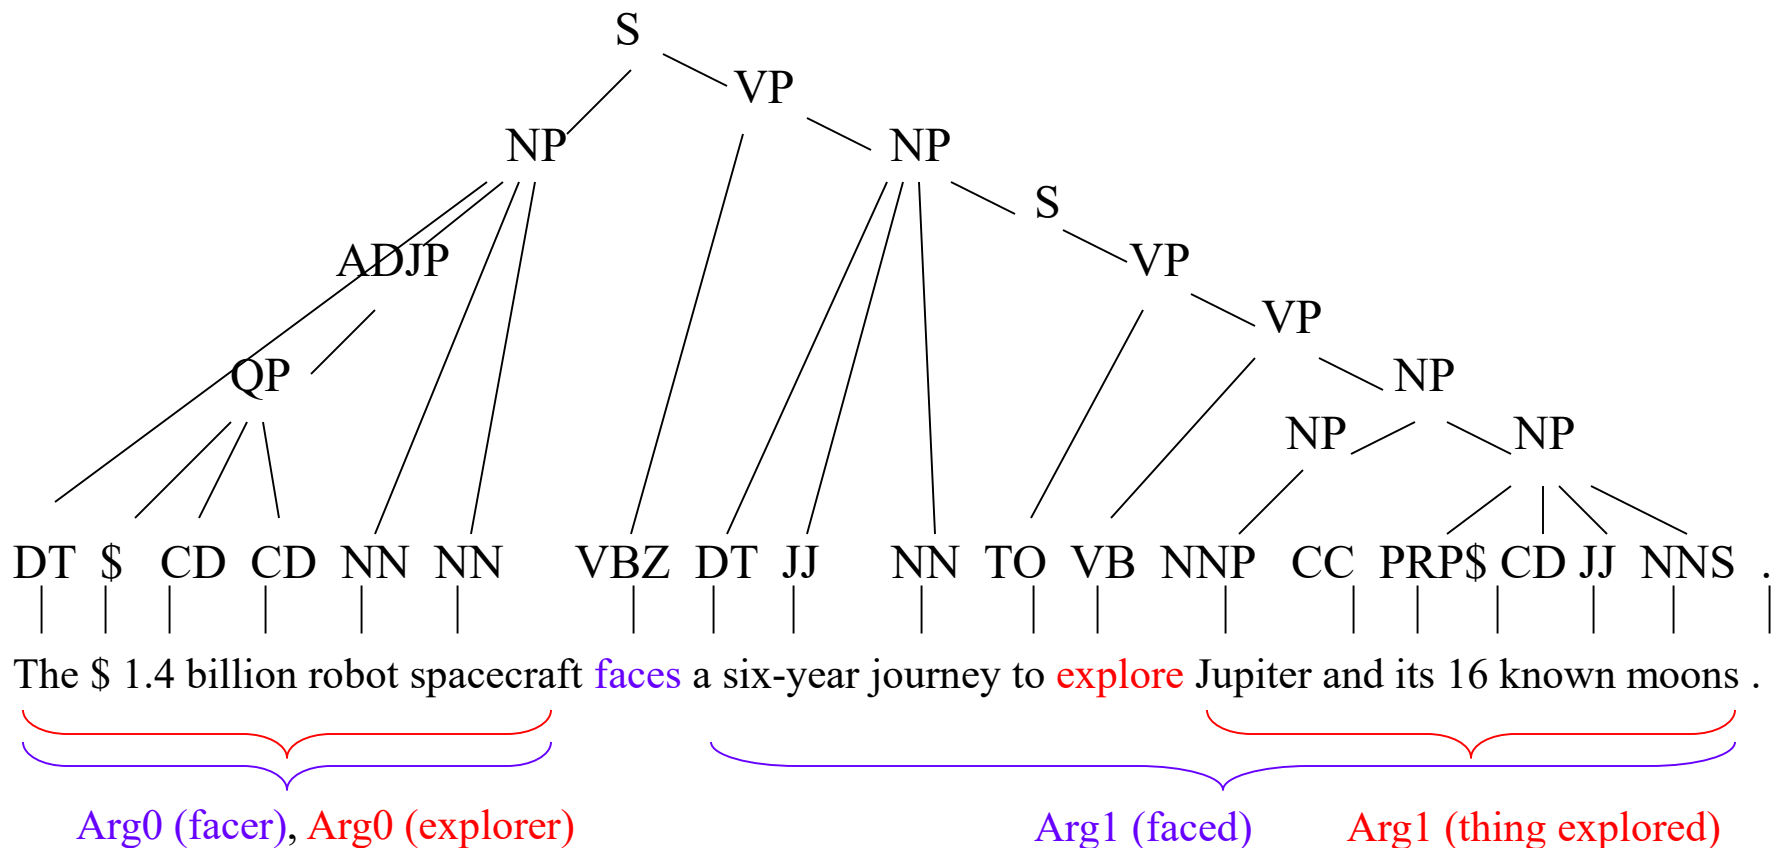 S
VP
NP NP
S
ADJP VP
VP
QP NP
NP NP
DT $ CD CD NN NN VBZ DT JJ NN TO VB NNP CC PRP$ CD JJ NNS .
The $ 1.4 billion robot spacecraft faces a six-year journey to explore Jupiter and its 16 known moons .
Arg0 (facer), Arg0 (explorer) Arg1 (faced) Arg1 (thing explored)